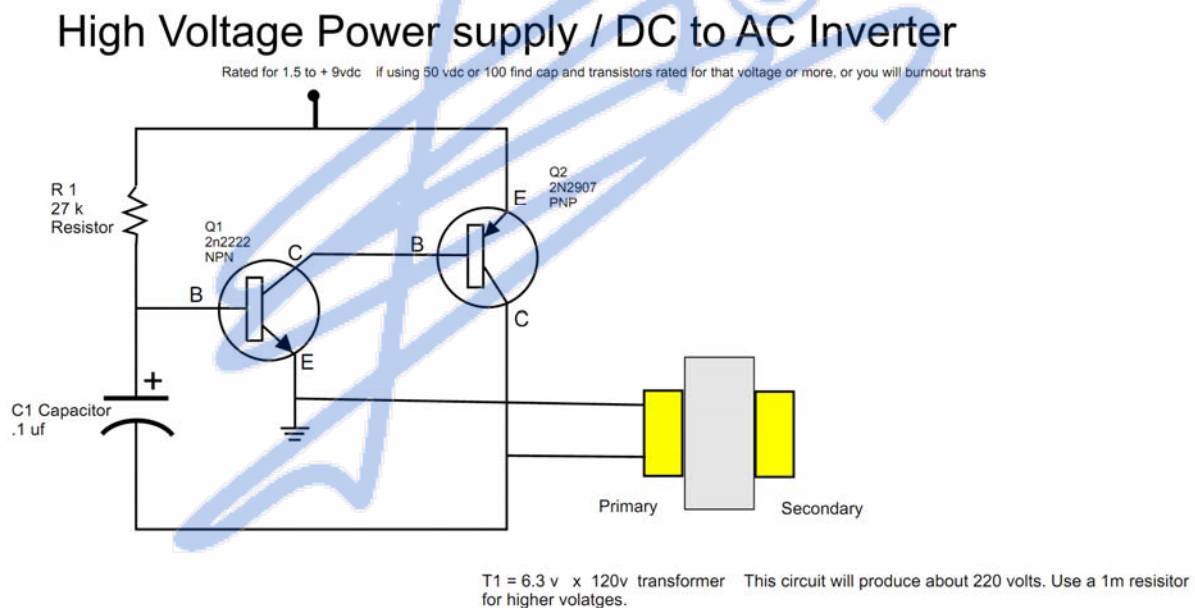 High Voltage Power supply / DC to AC Inverter
Rated for 1.5 to + 9vdc if using 50 vdc or 100 find cap and transistors rated for that voltage or more, or you will burnout trans
Q2
2N2907
PNP
E
R 1
27 k
Resistor
Q1
2n2222
NPN
C
B
B
C
E
+
C1 Capacitor
.1 uf
Primary
Secondary
T1 = 6.3 v x 120v transformer This circuit will produce about 220 volts. Use a 1m resisitor
for higher volatges.